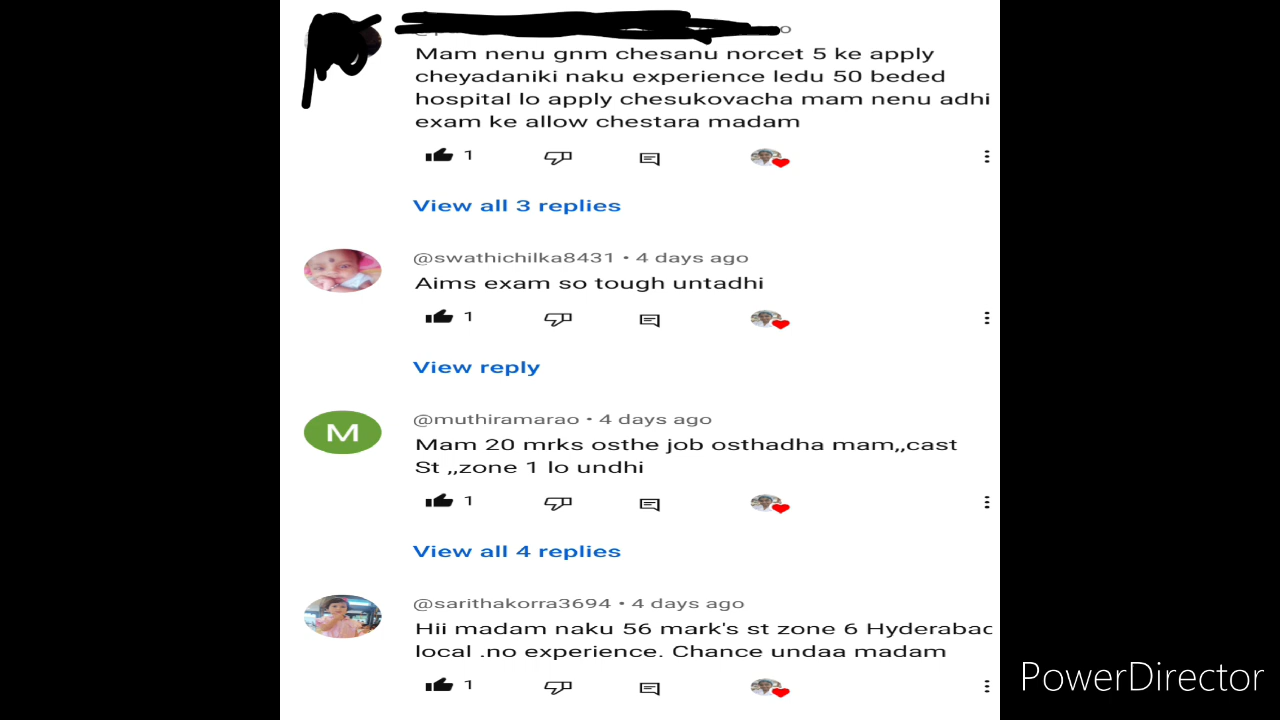 Mam nenu gnm chesanu norcet 5 ke apply
cheyadaniki naku experience ledu 50 beded
hospital lo apply chesukovacha mam nenu adhi
exam ke allow chestara madam
1
View all 3 replies
@swathichilka8431 • 4 days ago
Aims exam so tough untadhi
1
View reply
M
@muthiramarao • 4 days ago
Mam 20 mrks osthe job osthadha mam,,cast
St ,,zone 1 lo undhi
1
View all 4 replies
@sarithakorra3694 • 4 days ago
Hii madam naku 56 mark's st zone 6 Hyderabad
local .no experience. Chance undaa madam
1
PowerDirector